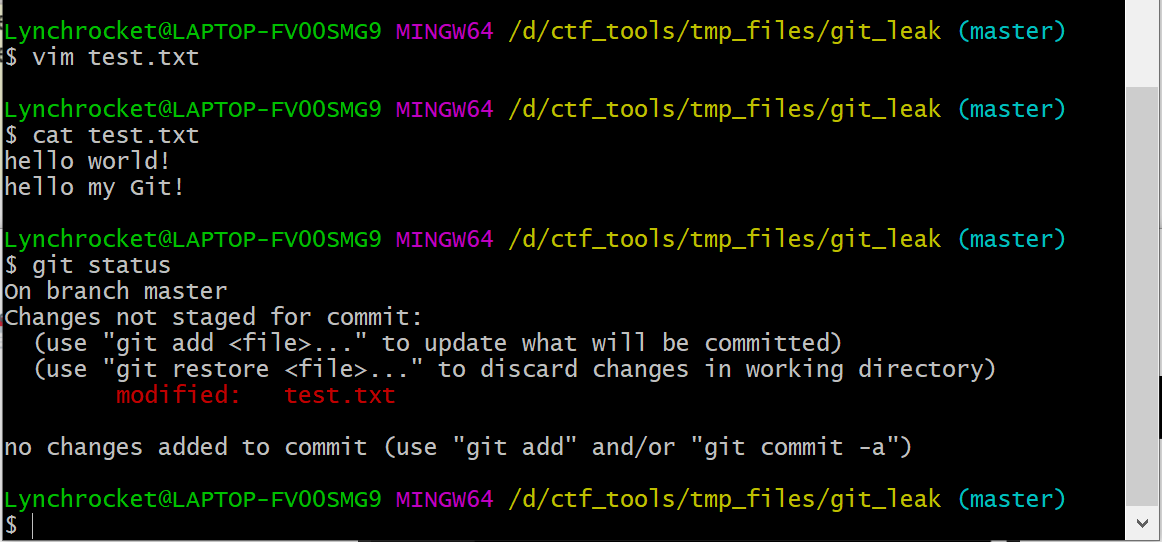 Lynchrocket@LAPTOP-FV0OSMG9 MINGW64 /d/ctf_tools/tmp_files/git_leak (master)
$ vim test.txt
Lynchrocket@LAPTOP-FV0OSMG9 MINGW64 /d/ctf_tools/tmp_files/git_leak (master)
$ cat test.txt
hello world!
hello my Git!
Lynchrocket@LAPTOP-FV0OSMG9 MINGW64 /d/ctf_tools/tmp_files/git_leak (master)
$ git status
On branch master
Changes not staged for commit:
  (use "git add <file>..." to update what will be committed)
  (use "git restore <file>..." to discard changes in working directory)
        modified:   test.txt
no changes added to commit (use "git add" and/or "git commit -a")
Lynchrocket@LAPTOP-FV0OSMG9 MINGW64 /d/ctf_tools/tmp_files/git_leak (master)
$